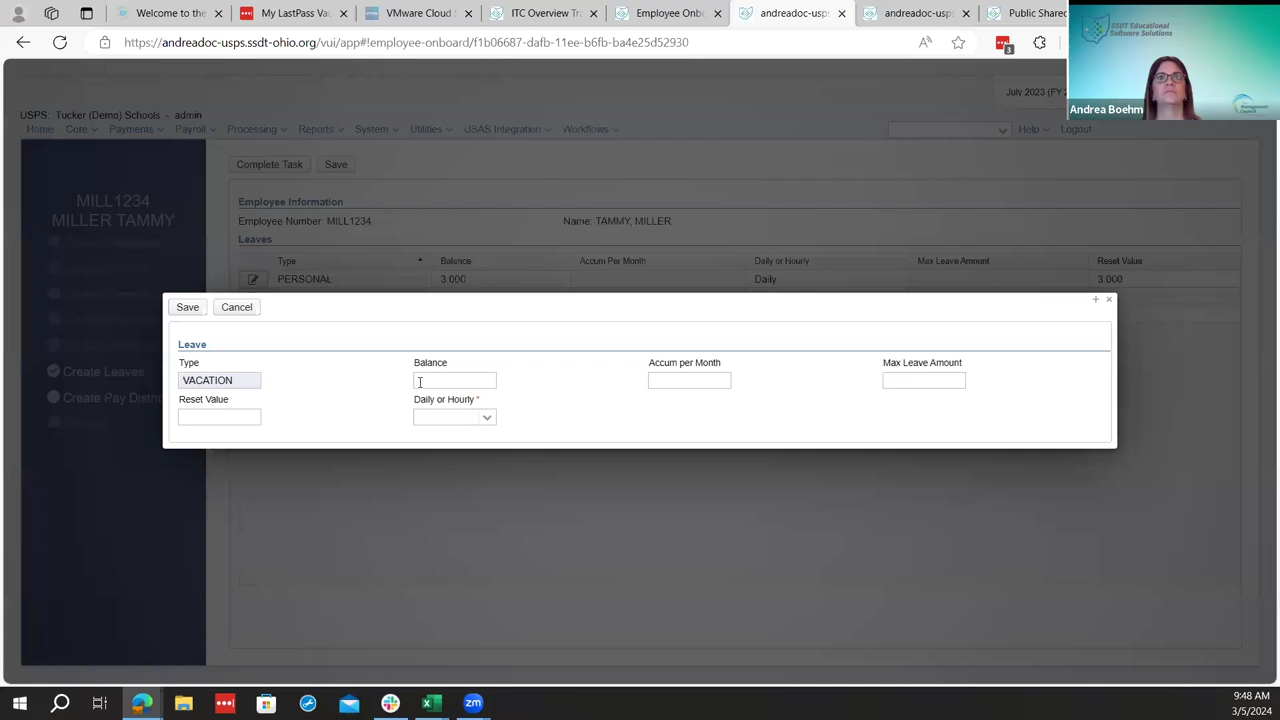 Welcome to the
My LastPass Vau
VMware Cloud S
ITC Overview Tra
Employee Onbo
andreadoc-usps.
andreadoc-usps.
Public Shared
https://andreadoc-usps.ssdt-ohio.org/vui/app#!employee-onboard/f1b06687-dafb-11ee-b6fb-ba4e25d52930
3
SSDT Educational
Software Solutions
Andrea Boehm
July 2023 (FY
USPS: Tucker (Demo) Schools - admin
Home Core Payments Payroll Processing Reports System Utilities USAS Integration Workflows Help Logout
MILL1234
MILLER TAMMY
Complete Task
Save
Employee Information
Employee Number: MILL1234
Name: TAMMY, MILLER
Leaves
Type Balance Accum Per Month Daily or Hourly Max Leave Amount Reset Value
PERSONAL 3.000 Daily 3.000
Create Leaves
Create Pay Distri
Save
Cancel
Leave
Type Balance Accum per Month Max Leave Amount
VACATION
Reset Value Daily or Hourly *
9:48 AM
3/5/2024